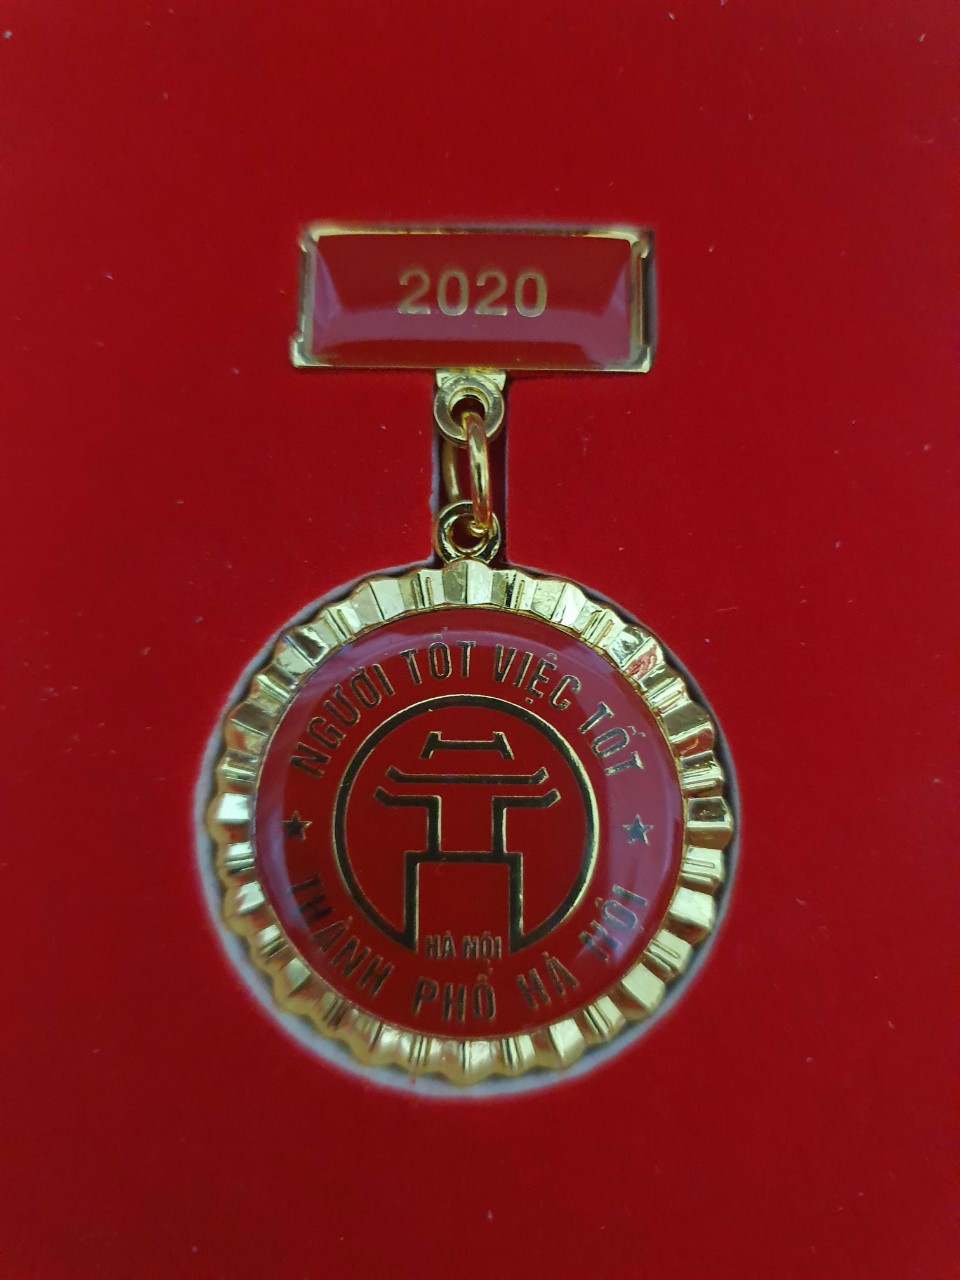 2020
NGƯỜI TỐT VIỆC TỐT
HÀ NỘI
THÀNH PHỐ HÀ NỘI